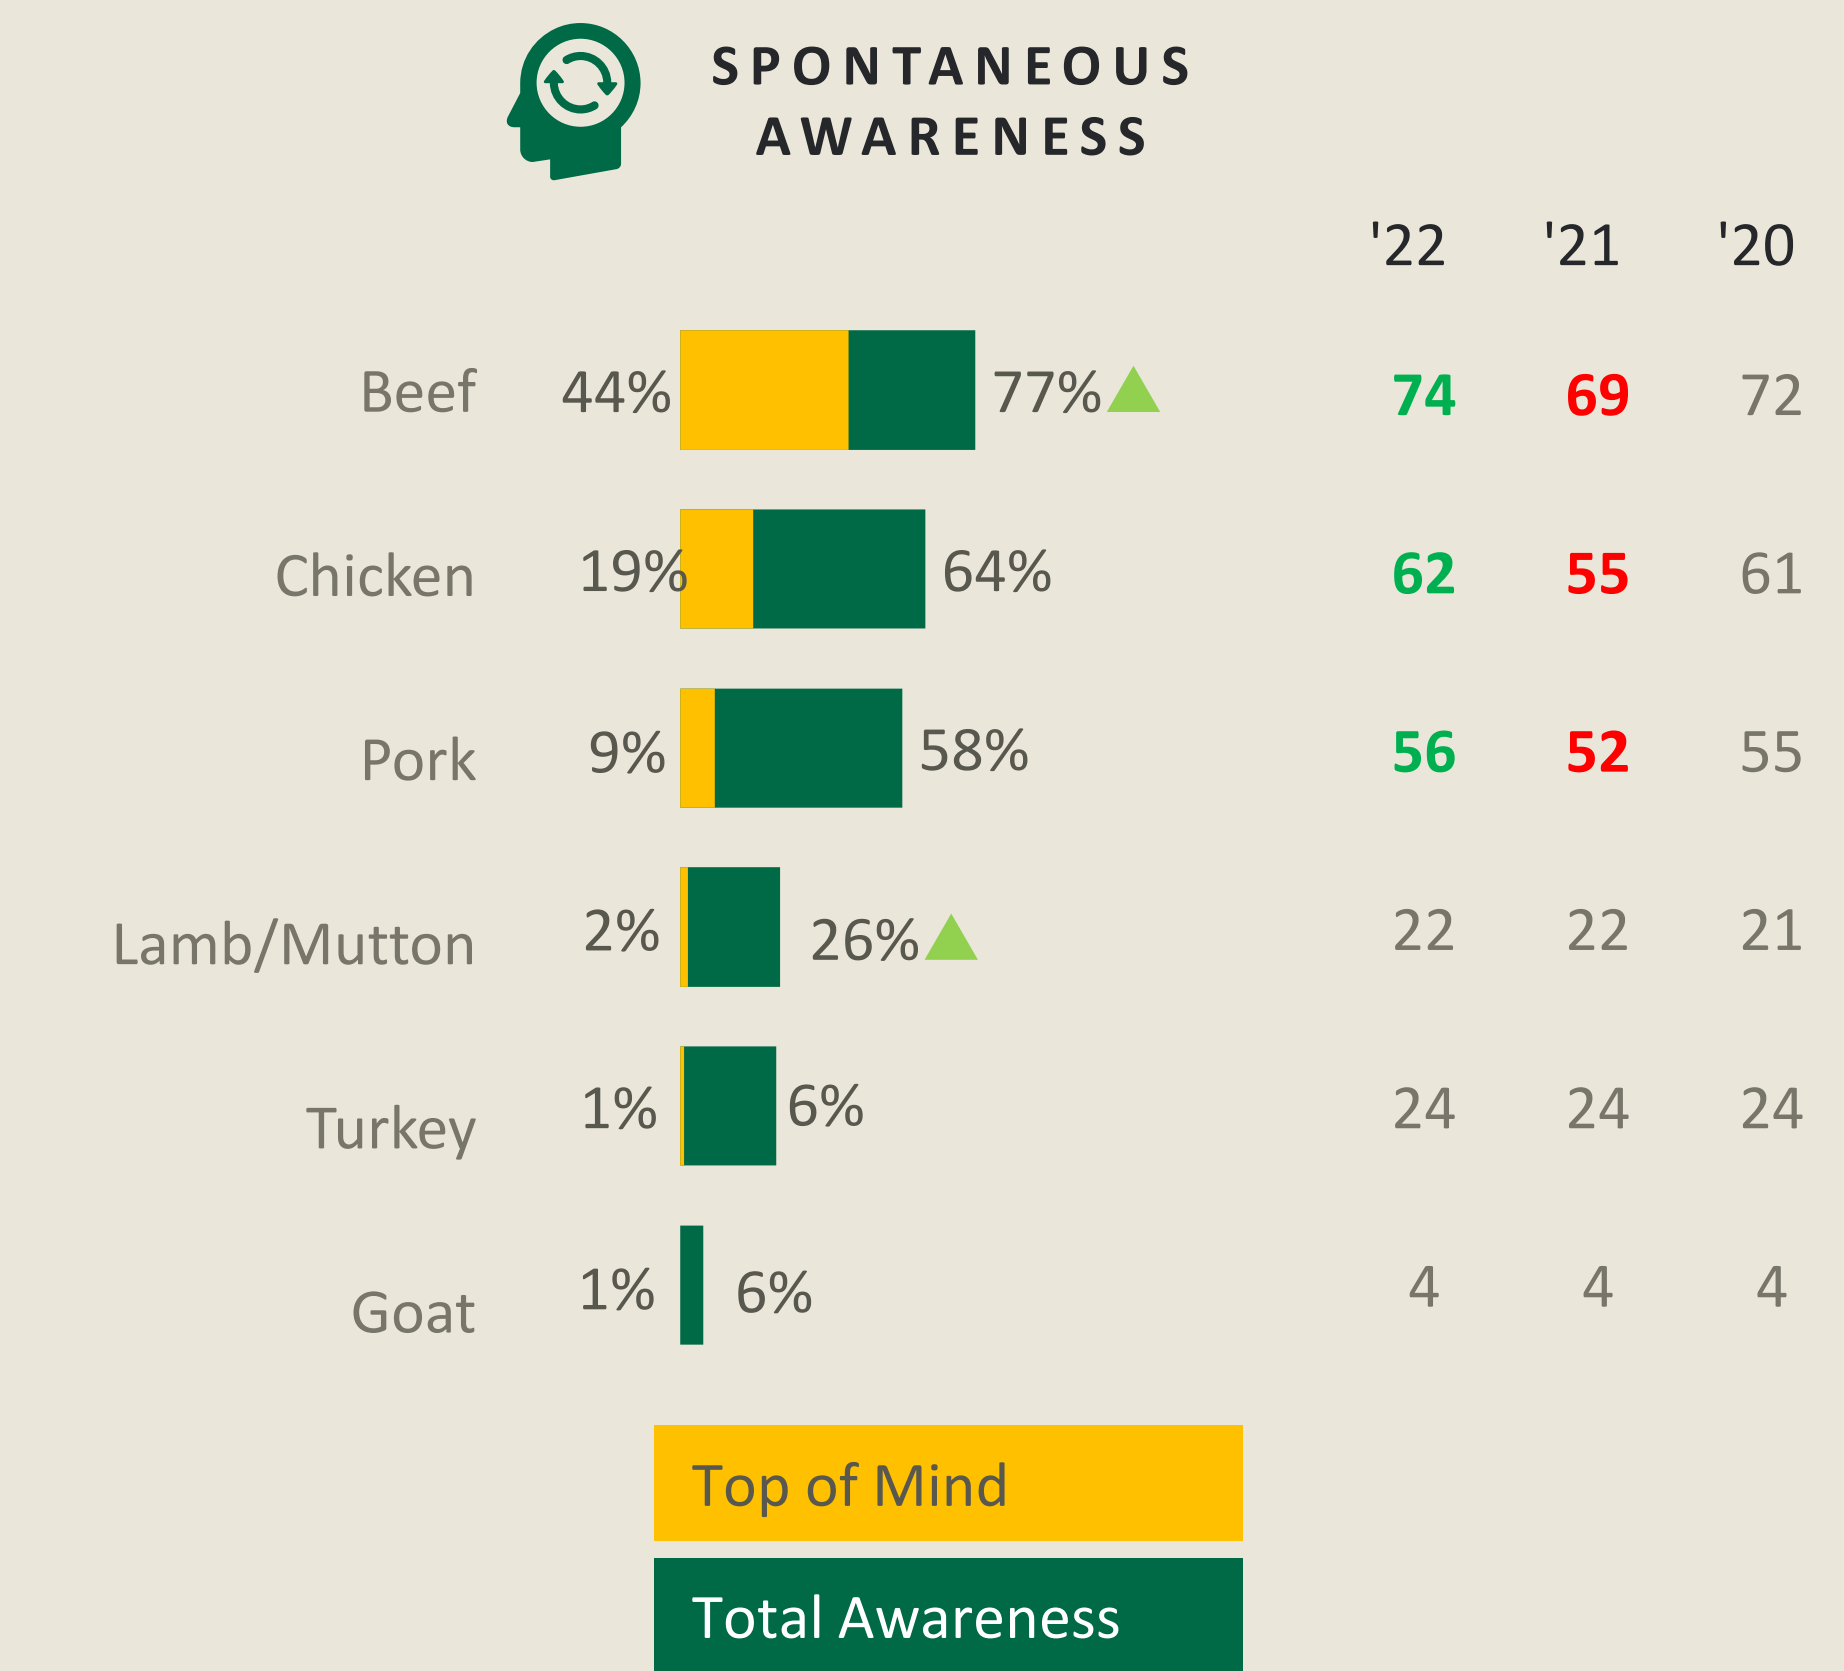 SPONTANEOUS
AWARENESS
'22 '21 '20
Beef 44% 77% 74 69 72
Chicken 19% 64% 62 55 61
Pork 9% 58% 56 52 55
Lamb/Mutton 2% 26% 22 22 21
Turkey 1% 6% 24 24 24
Goat 1% 6% 4 4 4
Top of Mind
Total Awareness